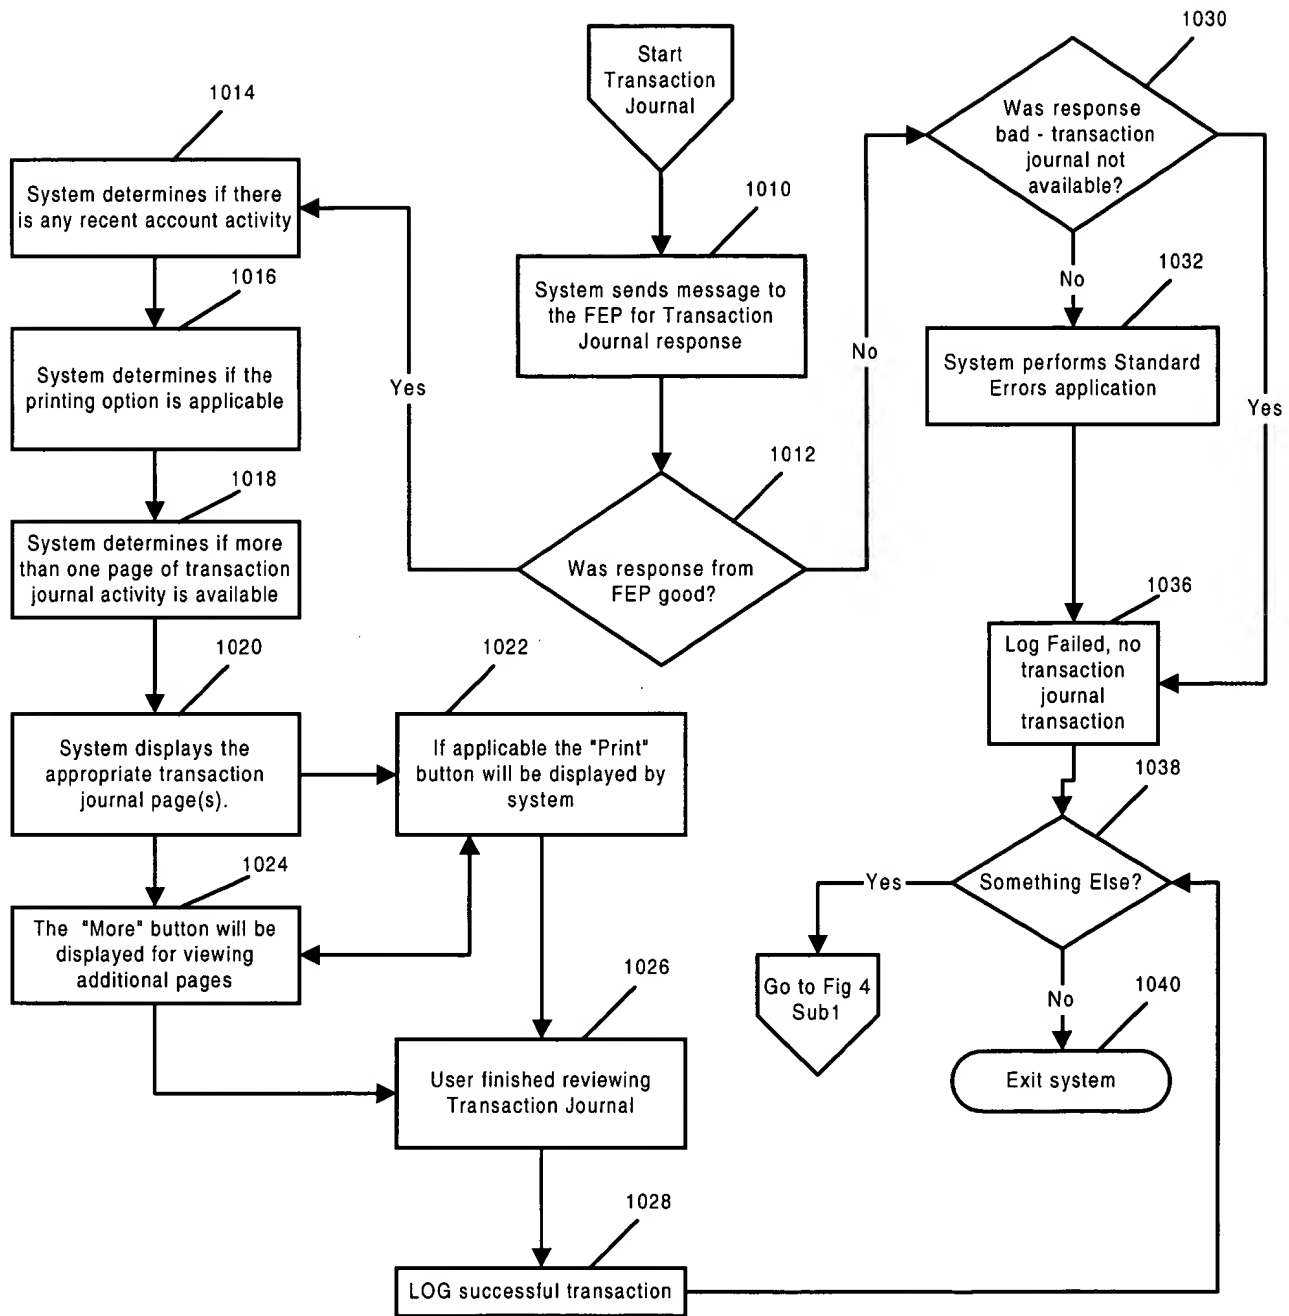 Start
Transaction
Journal
1010
System sends message to
the FEP for Transaction
Journal response
1012
Was response from
FEP good?
Yes
No
1014
System determines if there
is any recent account activity
1016
System determines if the
printing option is applicable
1018
System determines if more
than one page of transaction
journal activity is available
1020
System displays the
appropriate transaction
journal page(s).
1022
If applicable the "Print"
button will be displayed by
system
1024
The "More" button will be
displayed for viewing
additional pages
1026
User finished reviewing
Transaction Journal
1028
LOG successful transaction
1030
Was response
bad - transaction
journal not
available?
No
Yes
1032
System performs Standard
Errors application
1036
Log Failed, no
transaction
journal
transaction
1038
Something Else?
Yes
Go to Fig 4
Sub1
No
1040
Exit system